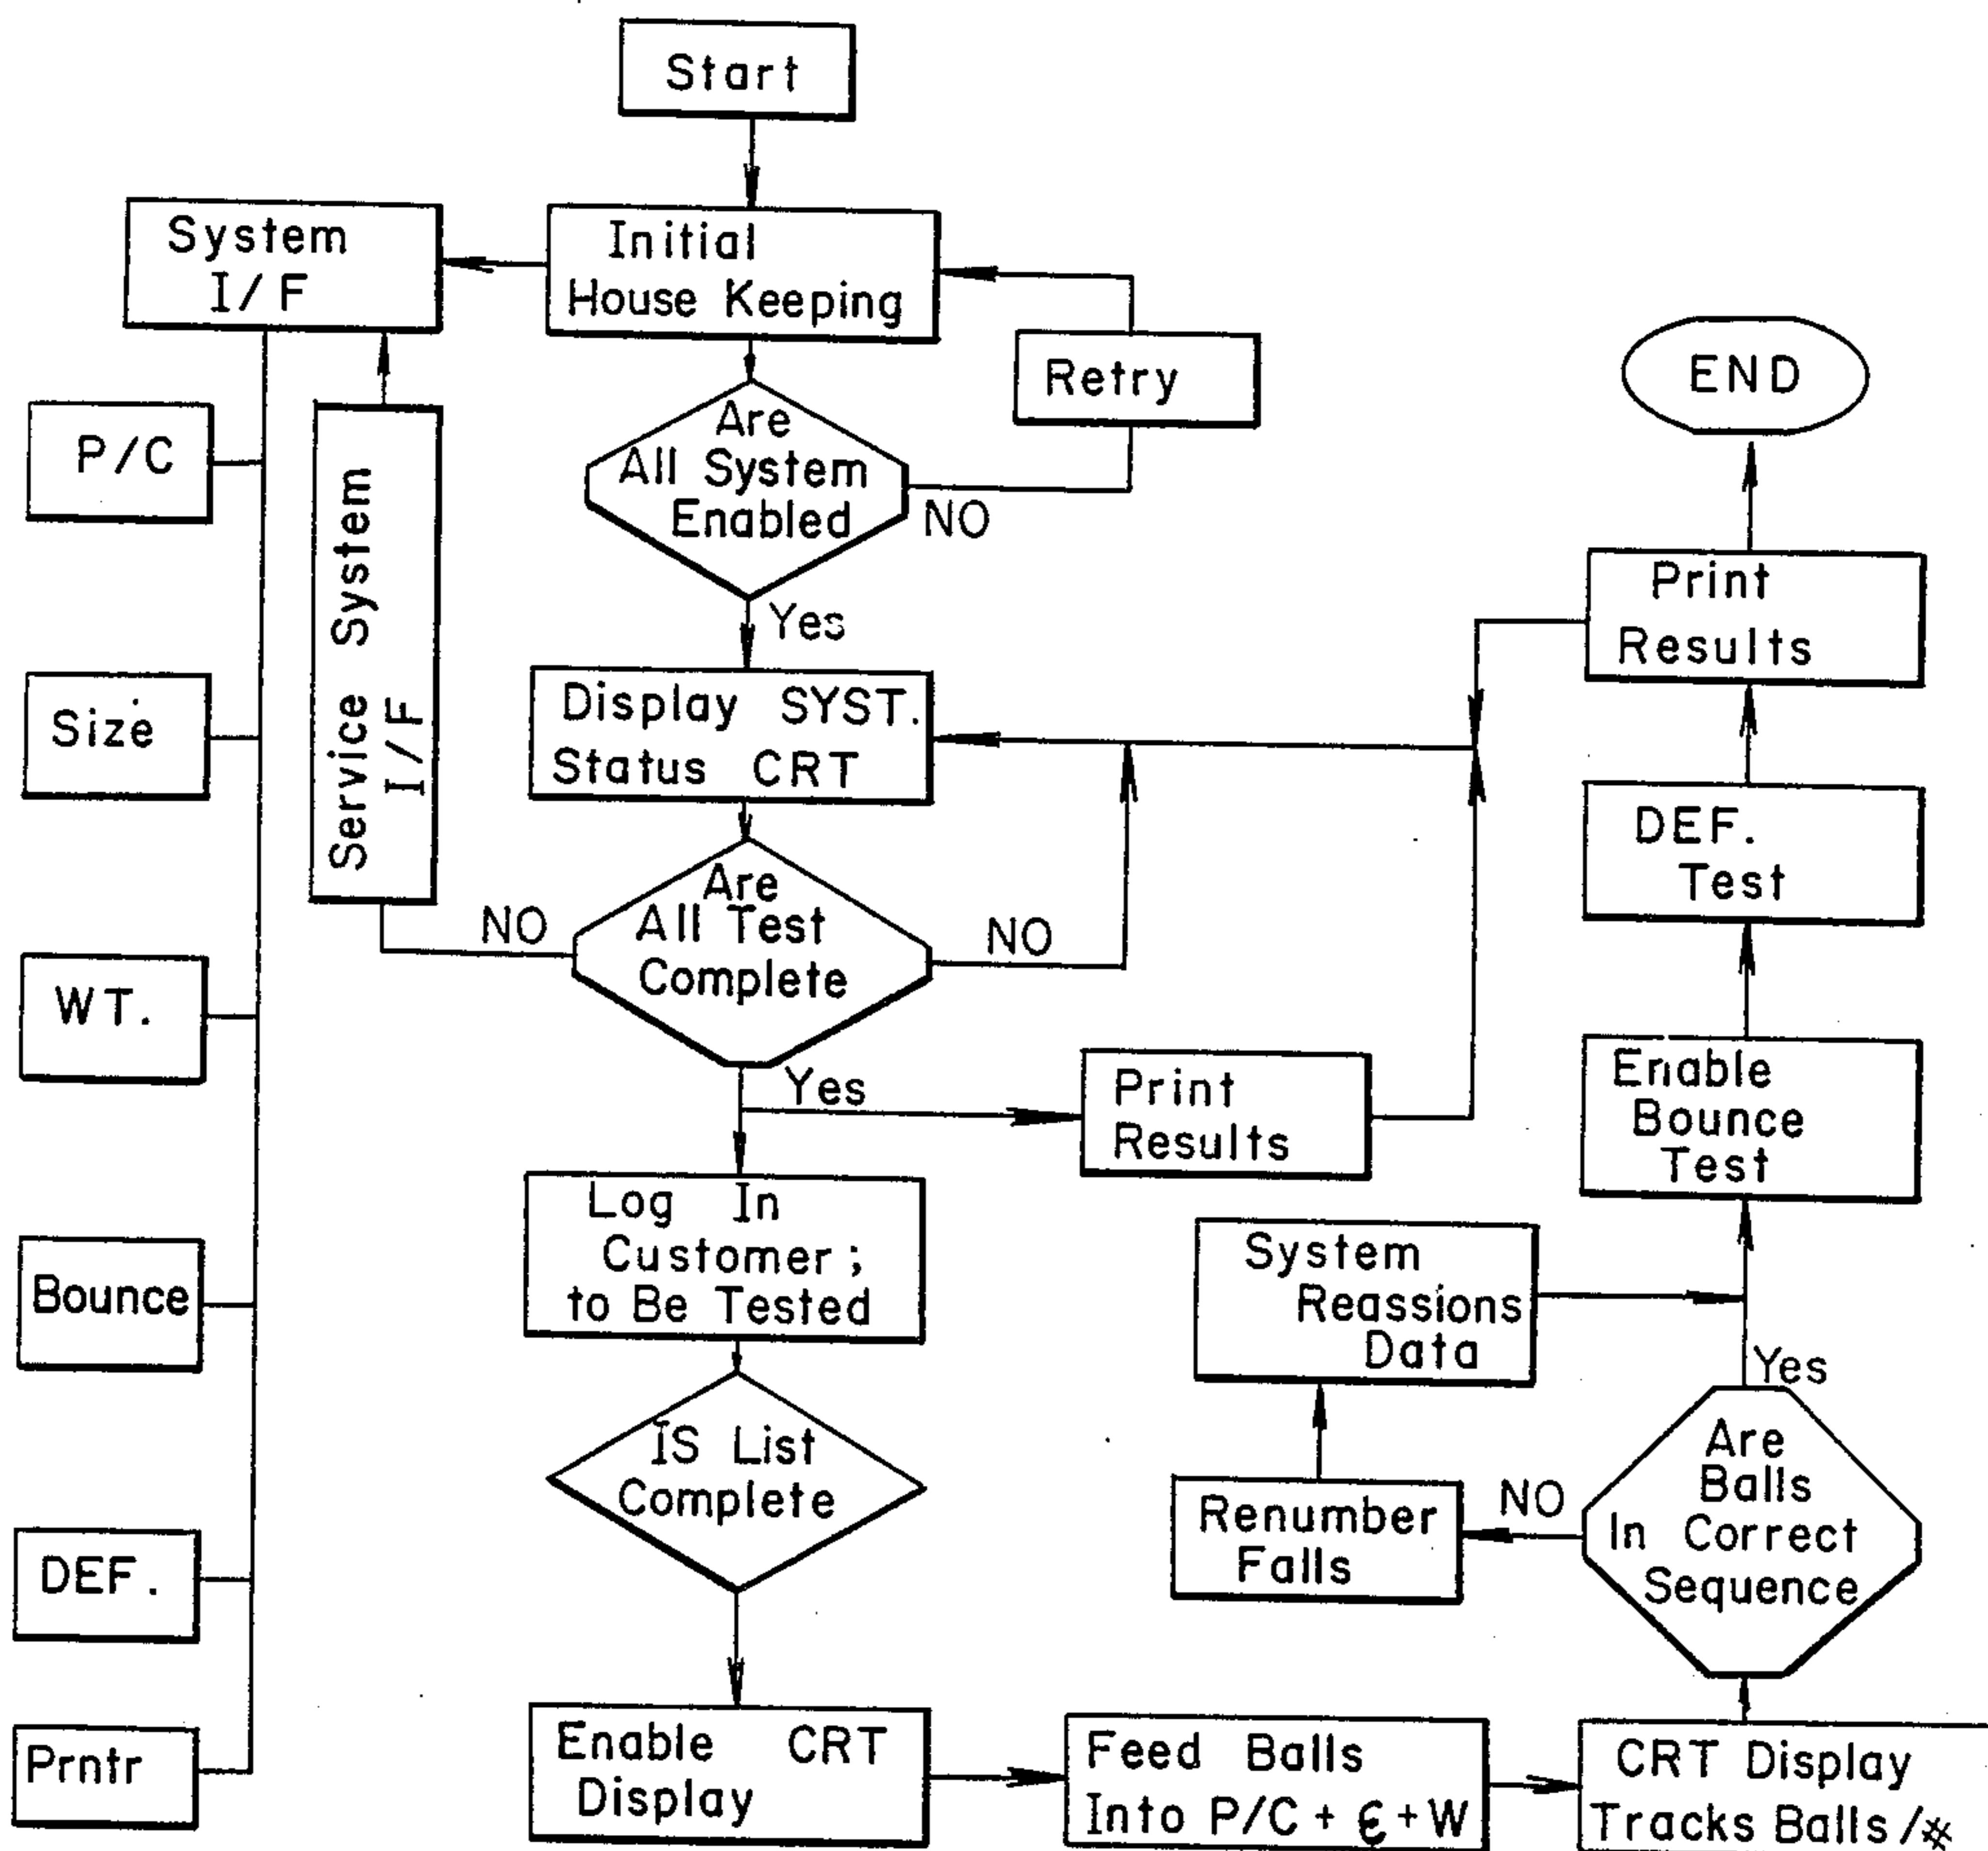 Start
System
I/F
Initial
House Keeping
Retry
END
P/C
Are
All System
Enabled
NO
Service System
I/F
Yes
Print
Results
Size
Display SYST.
Status CRT
DEF.
Test
Are
All Test
Complete
NO
NO
WT.
Yes
Print
Results
Enable
Bounce
Test
Log In
Customer;
to Be Tested
System
Reassions
Data
Bounce
Yes
IS List
Complete
Are
Balls
In Correct
Sequence
NO
Renumber
Falls
DEF.
Prntr
Enable CRT
Display
Feed Balls
Into P/C + + W
CRT Display
Tracks Balls/#